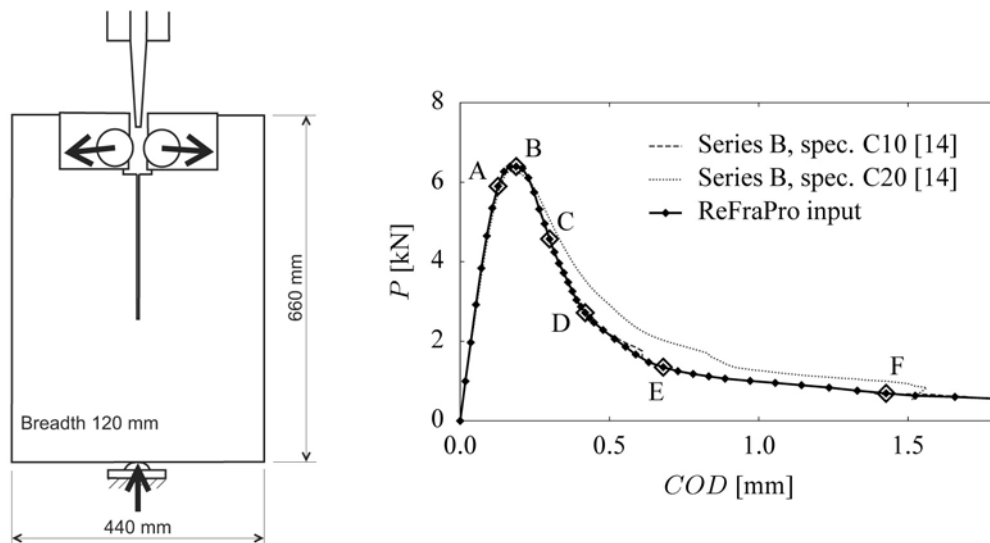 660 mm
Breadth 120 mm
440 mm
8
6
4
2
0
P [kN]
0.0
0.5
1.0
1.5
COD [mm]
Series B, spec. C10 [14]
Series B, spec. C20 [14]
ReFraPro input
A
B
C
D
E
F